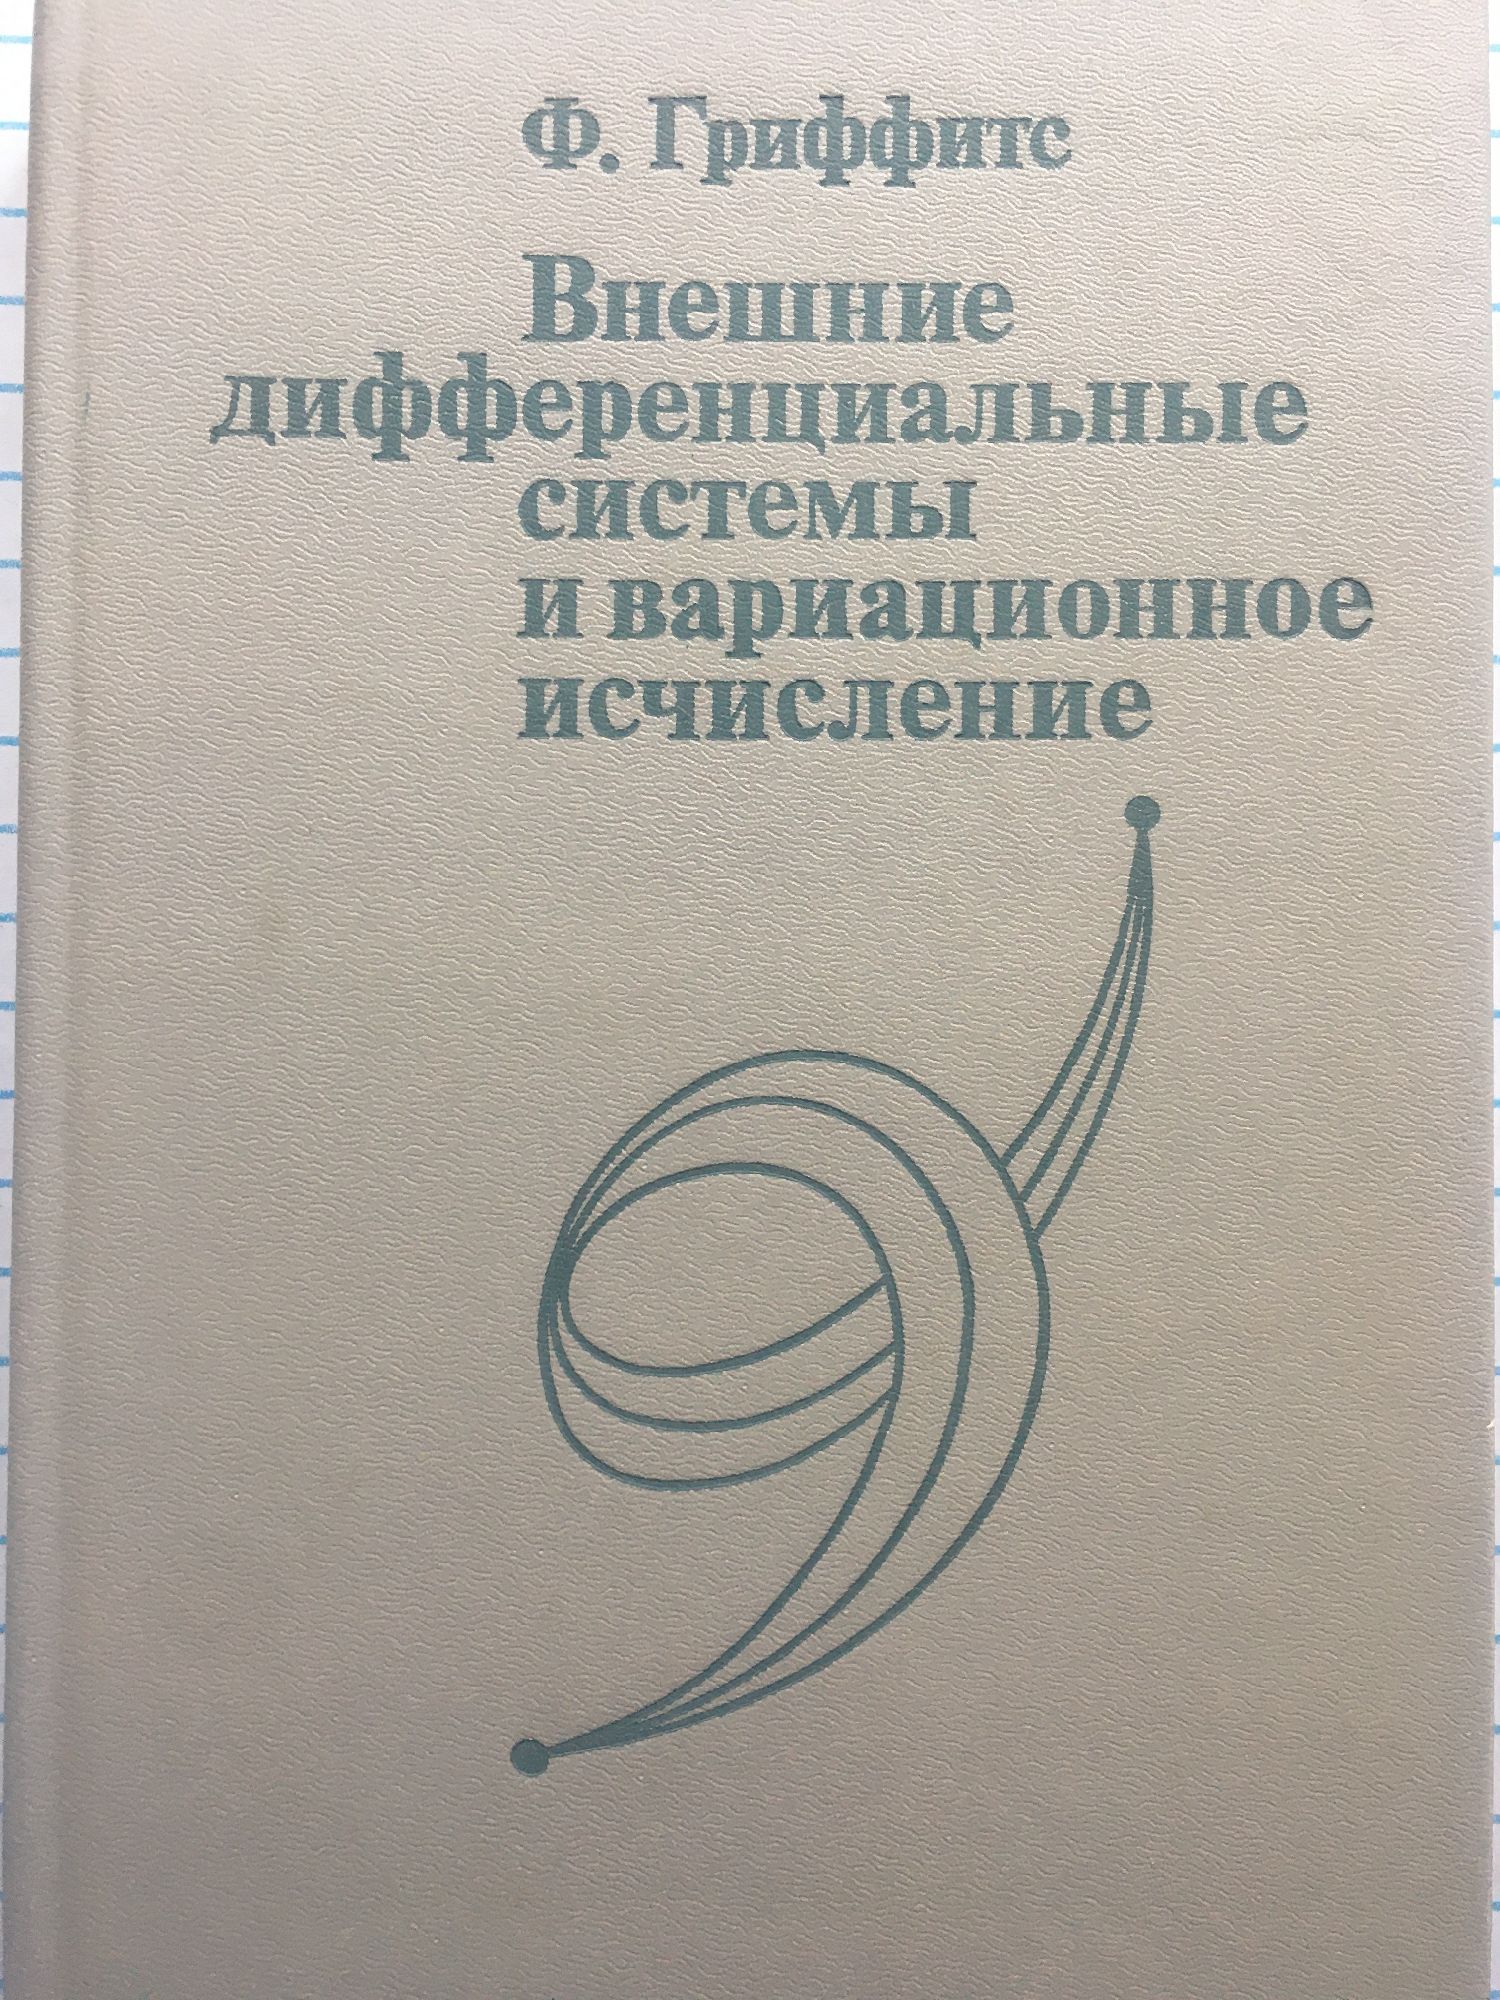 Ф. Гриффитс
Внешние
дифференциальные
системы
и вариационное
исчисление